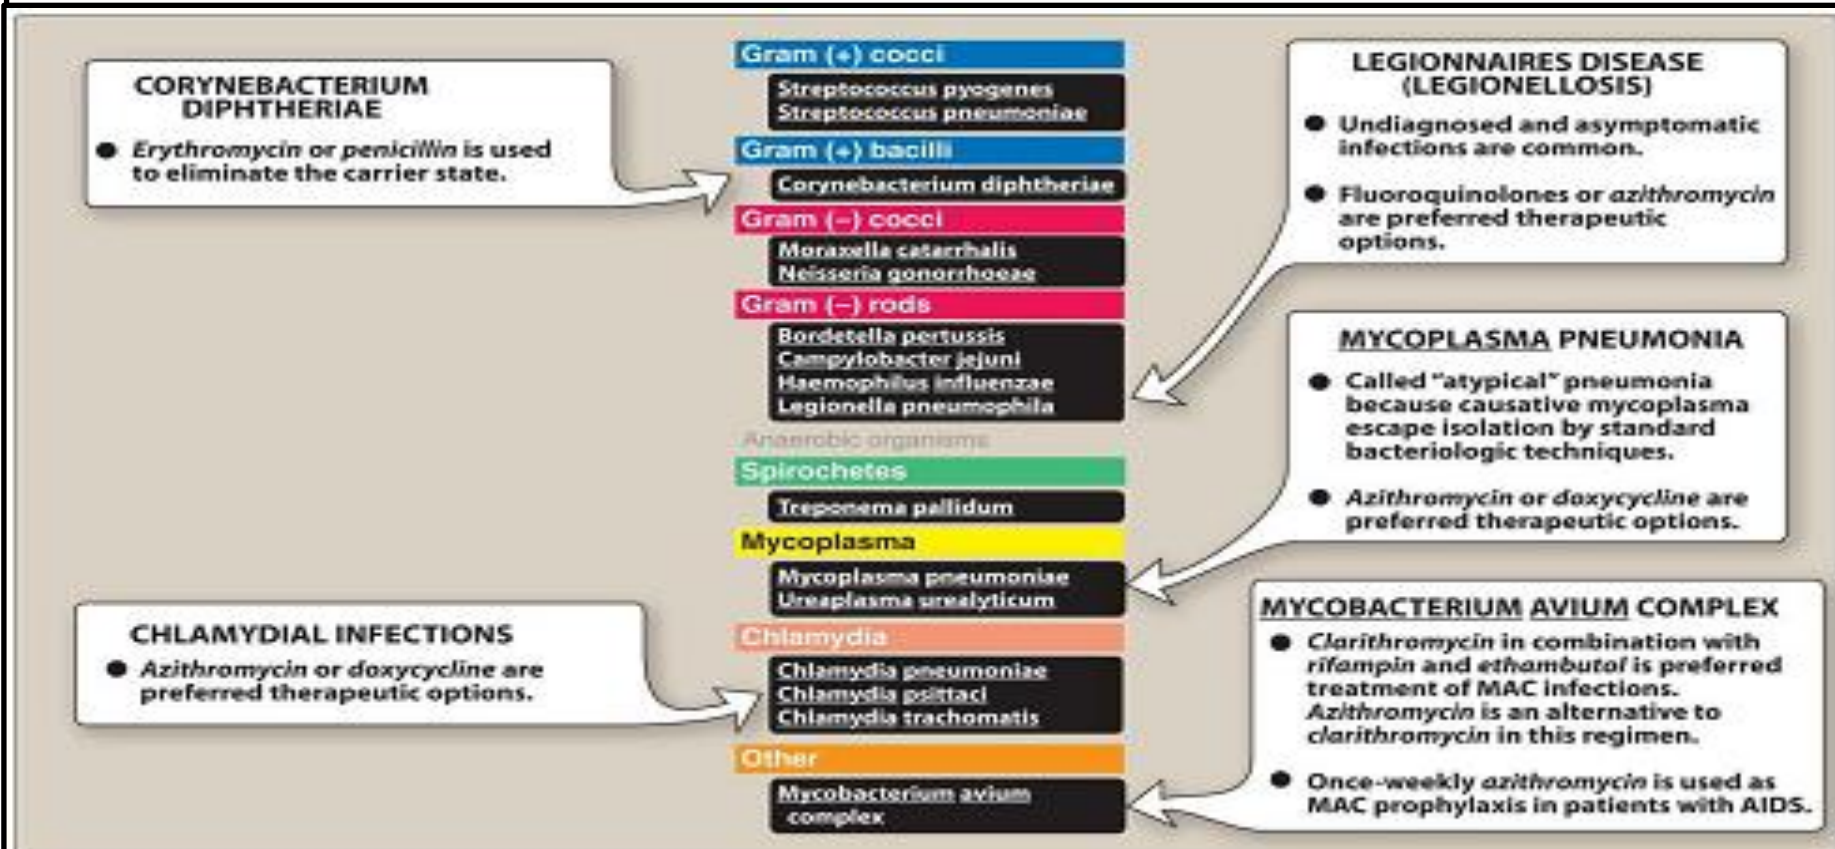 CORYNEBACTERIUM
DIPHTHERIAE
● Erythromycin or penicillin is used
to eliminate the carrier state.
Gram (+) cocci
Streptococcus pyogenes
Streptococcus pneumoniae
Gram (+) bacilli
Corynebacterium diphtheriae
Gram (–) cocci
Moraxella catarrhalis
Neisseria gonorrhoeae
Gram (–) rods
Bordetella pertussis
Campylobacter jejuni
Haemophilus influenzae
Legionella pneumophila
Anaerobic organisms
Spirochetes
Treponema pallidum
Mycoplasma
Mycoplasma pneumoniae
Ureaplasma urealyticum
Chlamydia
Chlamydia pneumoniae
Chlamydia psittaci
Chlamydia trachomatis
Other
Mycobacterium avium
complex
LEGIONNAIRES DISEASE
(LEGIONELLOSIS)
● Undiagnosed and asymptomatic
infections are common.
● Fluoroquinolones or azithromycin
are preferred therapeutic
options.
MYCOPLASMA PNEUMONIA
● Called "atypical" pneumonia
because causative mycoplasma
escape isolation by standard
bacteriologic techniques.
● Azithromycin or doxycycline are
preferred therapeutic options.
CHLAMYDIAL INFECTIONS
● Azithromycin or doxycycline are
preferred therapeutic options.
MYCOBACTERIUM AVIUM COMPLEX
● Clarithromycin in combination with
rifampin and ethambutol is preferred
treatment of MAC infections.
Azithromycin is an alternative to
clarithromycin in this regimen.
● Once-weekly azithromycin is used as
MAC prophylaxis in patients with AIDS.